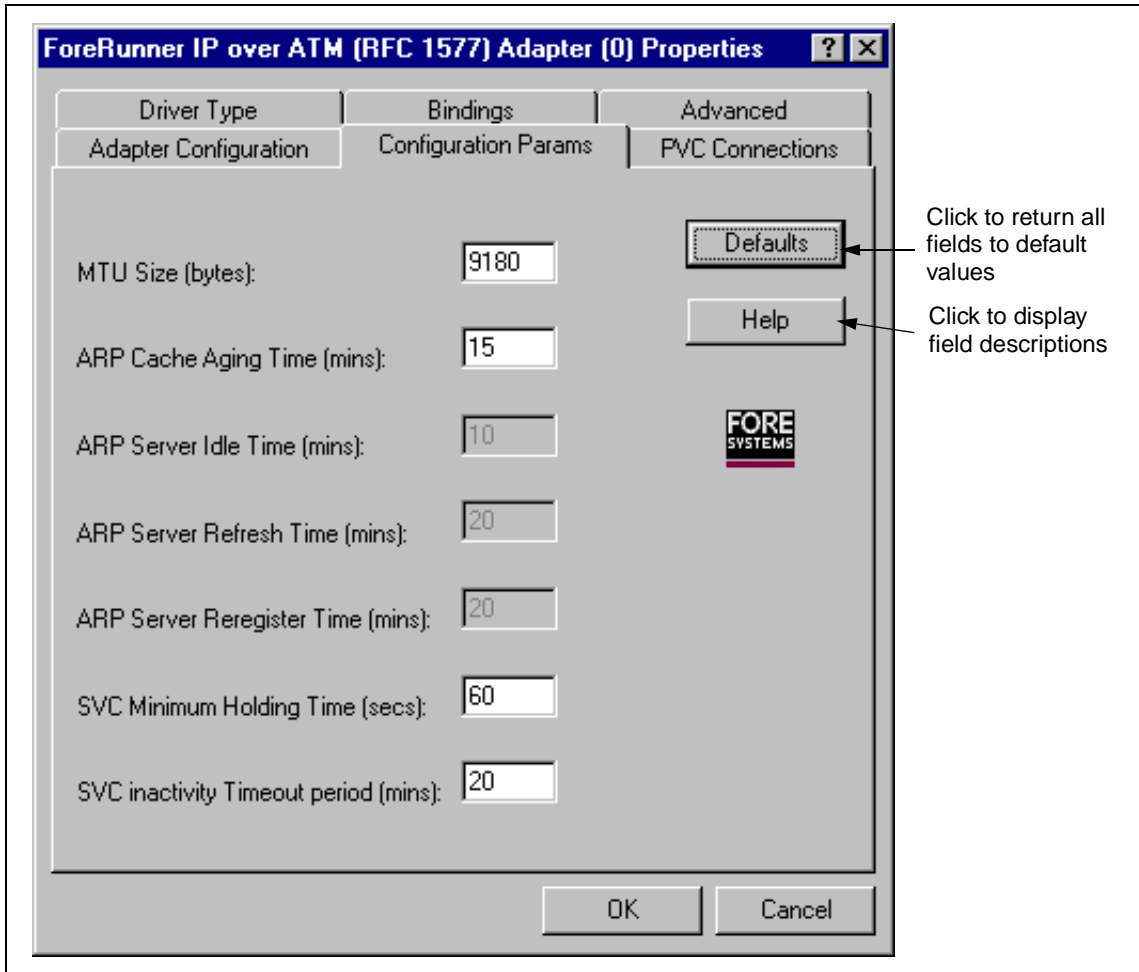 ForeRunner IP over ATM (RFC 1577) Adapter (0) Properties
Driver Type
Bindings
Advanced
Adapter Configuration
Configuration Params
PVC Connections
MTU Size (bytes):
9180
Defaults
Click to return all
fields to default
values
Help
Click to display
field descriptions
ARP Cache Aging Time (mins):
15
ARP Server Idle Time (mins):
10
FORE
SYSTEMS
ARP Server Refresh Time (mins):
20
ARP Server Reregister Time (mins):
20
SVC Minimum Holding Time (secs):
60
SVC inactivity Timeout period (mins):
20
OK
Cancel